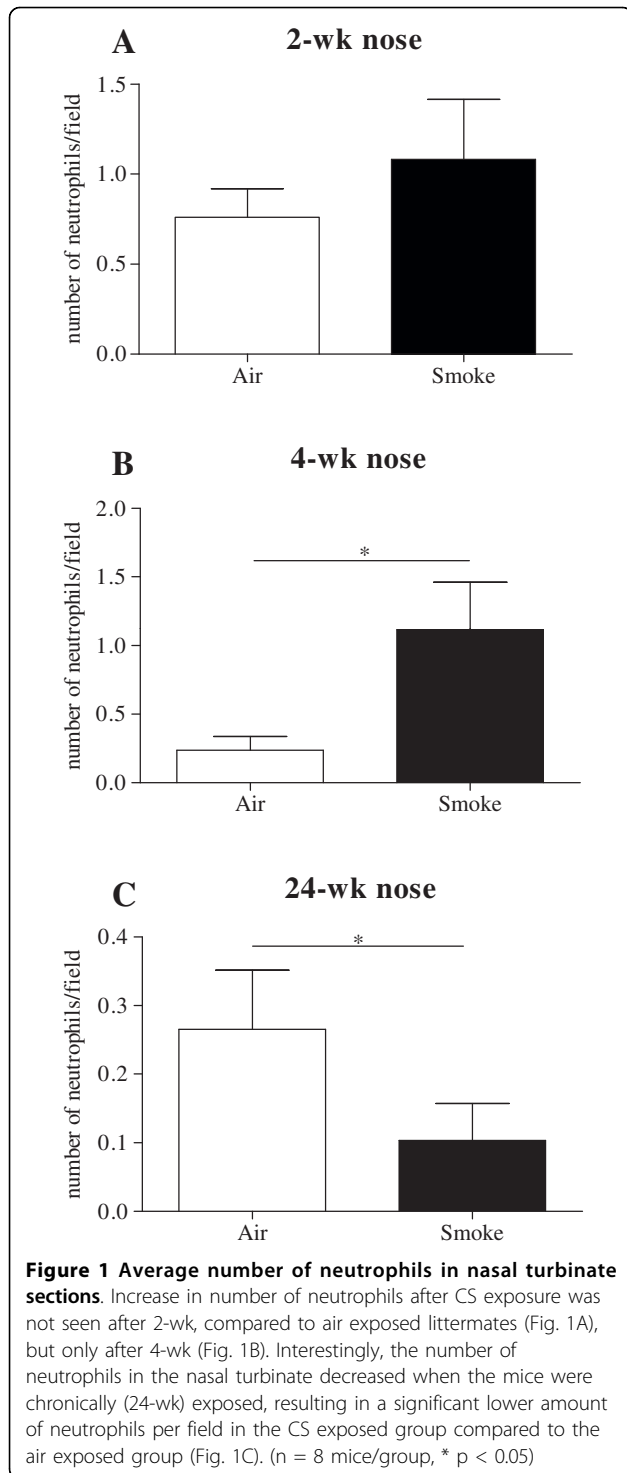 A 2-wk nose
number of neutrophils/field
1.5
1.0
0.5
0.0
Air Smoke
B 4-wk nose
number of neutrophils/field
2.0
1.5
1.0
0.5
0.0
*
Air Smoke
C 24-wk nose
number of neutrophils/field
0.4
0.3
0.2
0.1
0.0
*
Air Smoke
Figure 1 Average number of neutrophils in nasal turbinate
sections. Increase in number of neutrophils after CS exposure was
not seen after 2-wk, compared to air exposed littermates (Fig. 1A),
but only after 4-wk (Fig. 1B). Interestingly, the number of
neutrophils in the nasal turbinate decreased when the mice were
chronically (24-wk) exposed, resulting in a significant lower amount
of neutrophils per field in the CS exposed group compared to the
air exposed group (Fig. 1C). (n = 8 mice/group, * p < 0.05)